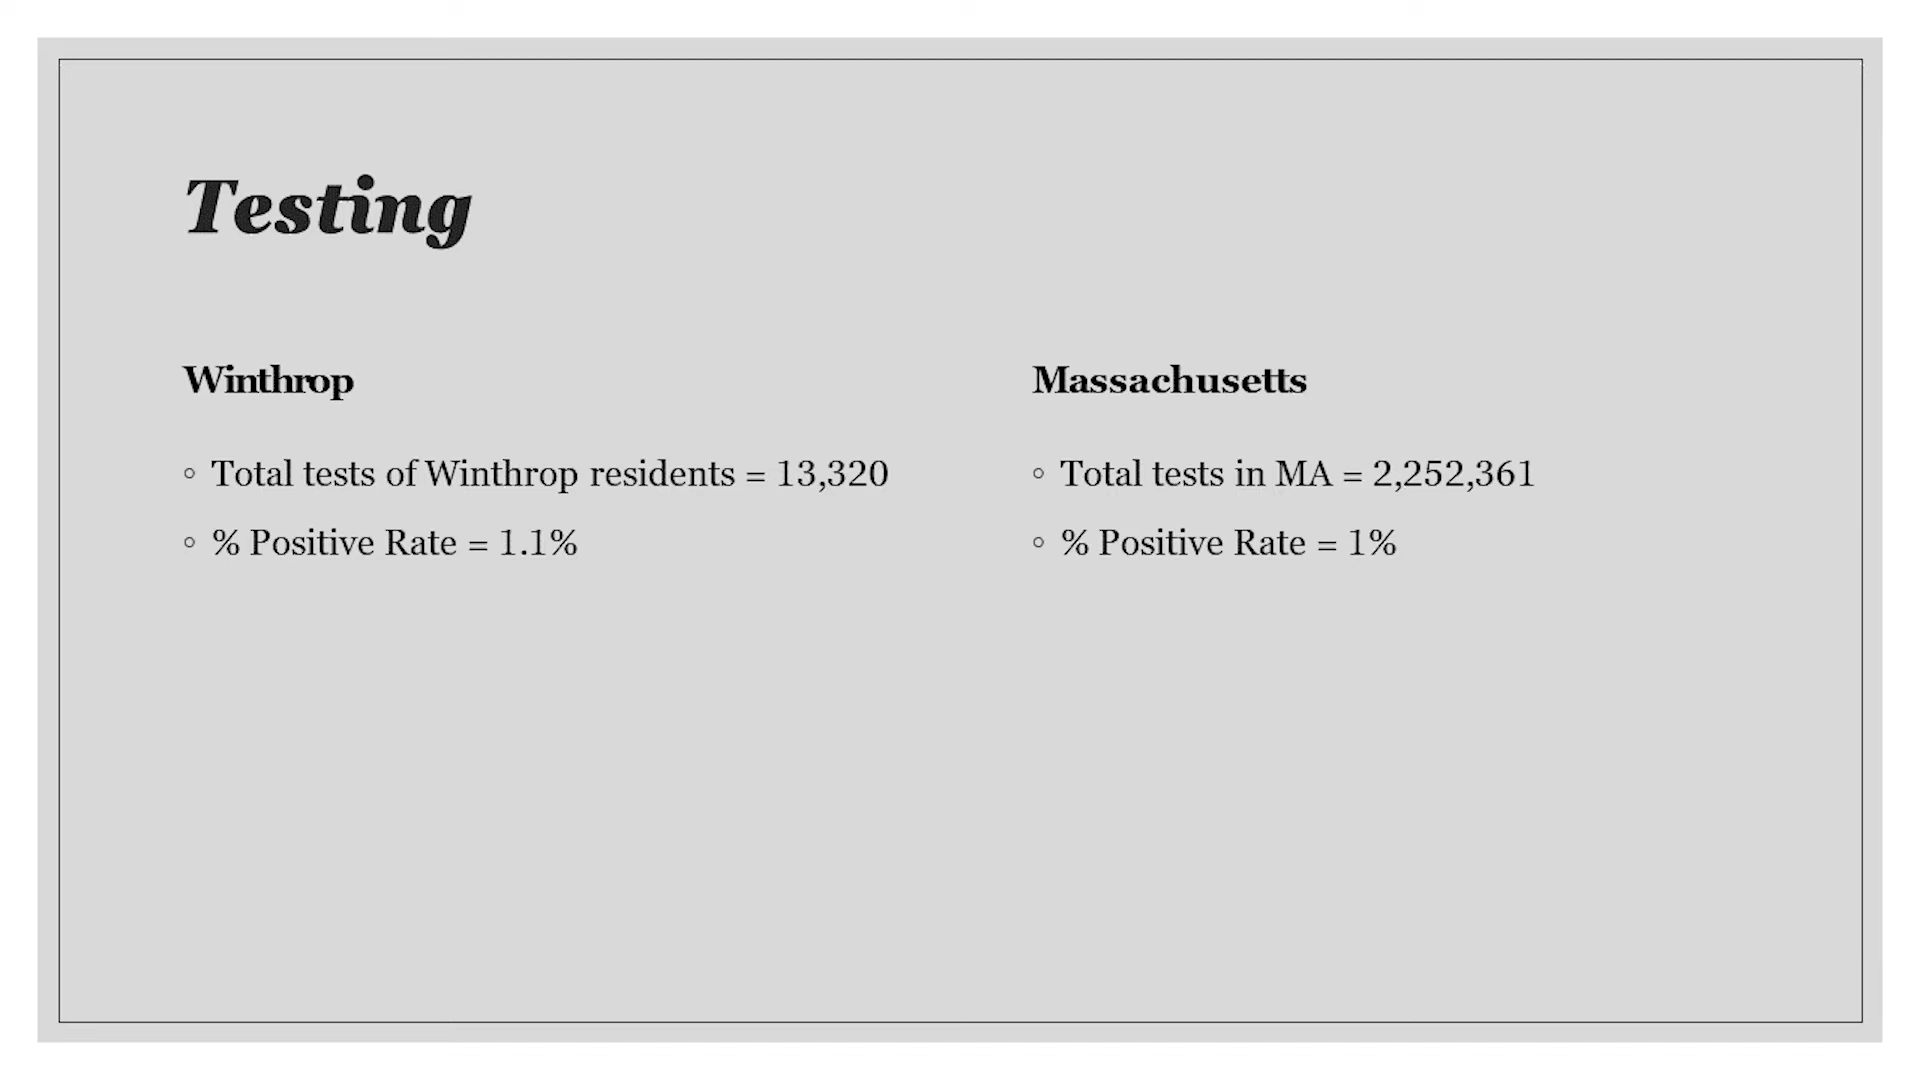 Testing
Winthrop
◦ Total tests of Winthrop residents = 13,320
◦ % Positive Rate = 1.1%
Massachusetts
◦ Total tests in MA = 2,252,361
◦ % Positive Rate = 1%